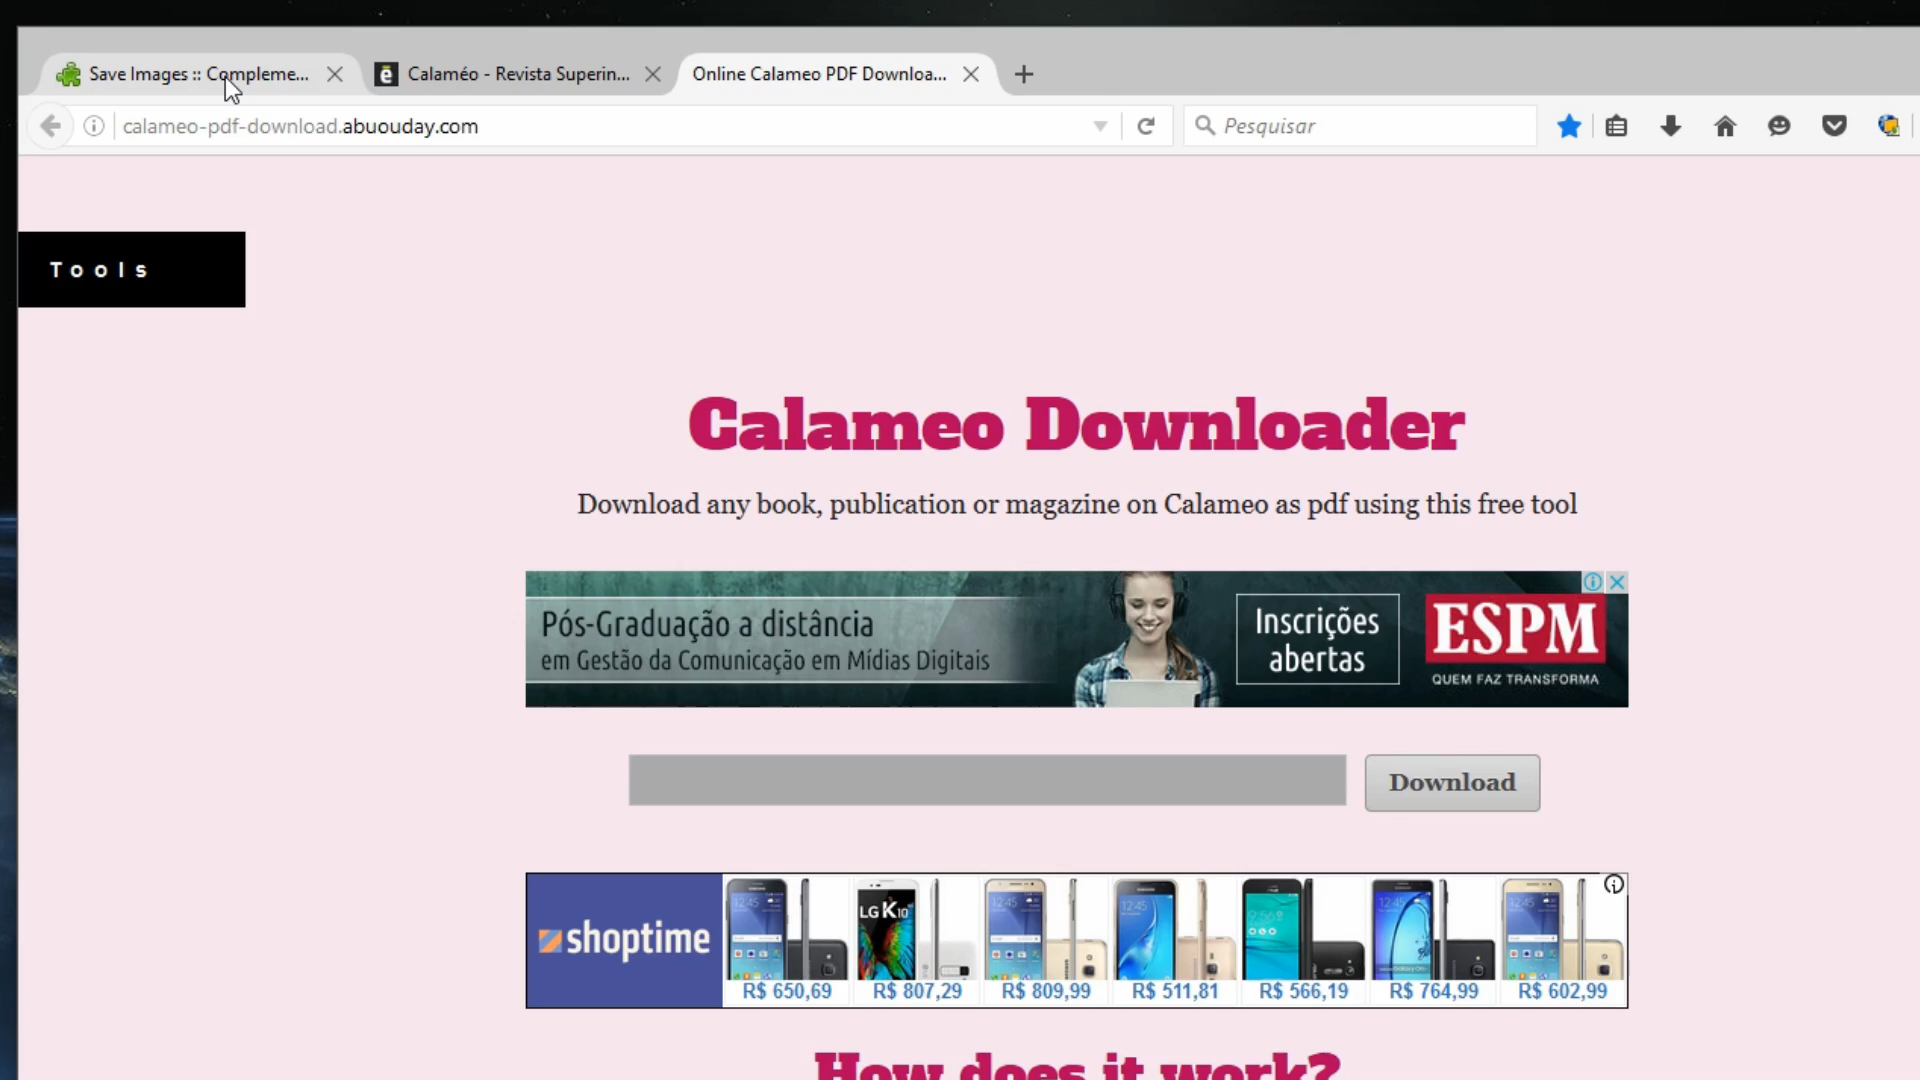 Save Images :: Compleme...
Calaméo - Revista Superin...
Online Calameo PDF Downloa...
calameo-pdf-download.abuouday.com
Pesquisar
Tools
Calameo Downloader
Download any book, publication or magazine on Calameo as pdf using this free tool
Pós-Graduação a distância
em Gestão da Comunicação em Mídias Digitais
Inscrições
abertas
ESPM
QUEM FAZ TRANSFORMA
Download
shoptime
LG K10
R$ 650,69 R$ 807,29 R$ 809,99 R$ 511,81 R$ 566,19 R$ 764,99 R$ 602,99
How does it work?